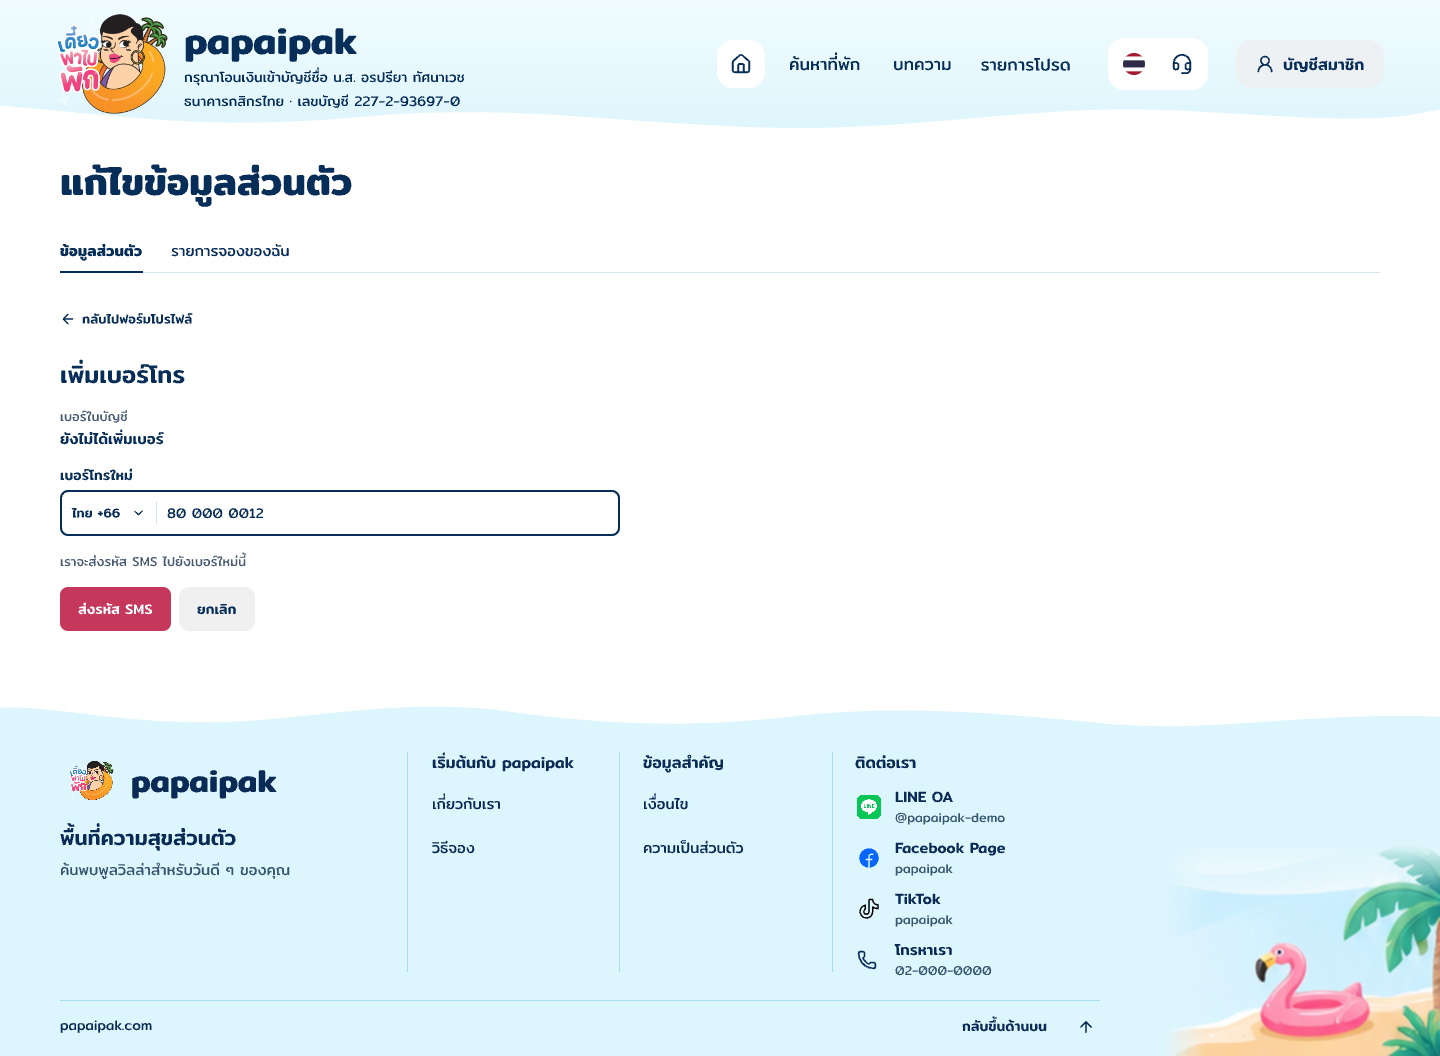 เดี๋ยว
พาไป
พัก
papaipak
กรุณาโอนเงินเข้าบัญชีชื่อ น.ส. อรปรียา ทัศนาเวช
ธนาคารกสิกรไทย · เลขบัญชี 227-2-93697-0
ค้นหาที่พัก
บทความ
รายการโปรด
บัญชีสมาชิก
แก้ไขข้อมูลส่วนตัว
ข้อมูลส่วนตัว
รายการจองของฉัน
กลับไปฟอร์มโปรไฟล์
เพิ่มเบอร์โทร
เบอร์ในบัญชี
ยังไม่ได้เพิ่มเบอร์
เบอร์โทรใหม่
ไทย +66
80 000 0012
เราจะส่งรหัส SMS ไปยังเบอร์ใหม่นี้
ส่งรหัส SMS
ยกเลิก
เดี๋ยว
พาไป
พัก
papaipak
พื้นที่ความสุขส่วนตัว
ค้นพบพูลวิลล่าสำหรับวันดี ๆ ของคุณ
เริ่มต้นกับ papaipak
เกี่ยวกับเรา
วิธีจอง
ข้อมูลสำคัญ
เงื่อนไข
ความเป็นส่วนตัว
ติดต่อเรา
LINE
LINE OA
@papaipak-demo
Facebook Page
papaipak
TikTok
papaipak
โทรหาเรา
02-000-0000
papaipak.com
กลับขึ้นด้านบน